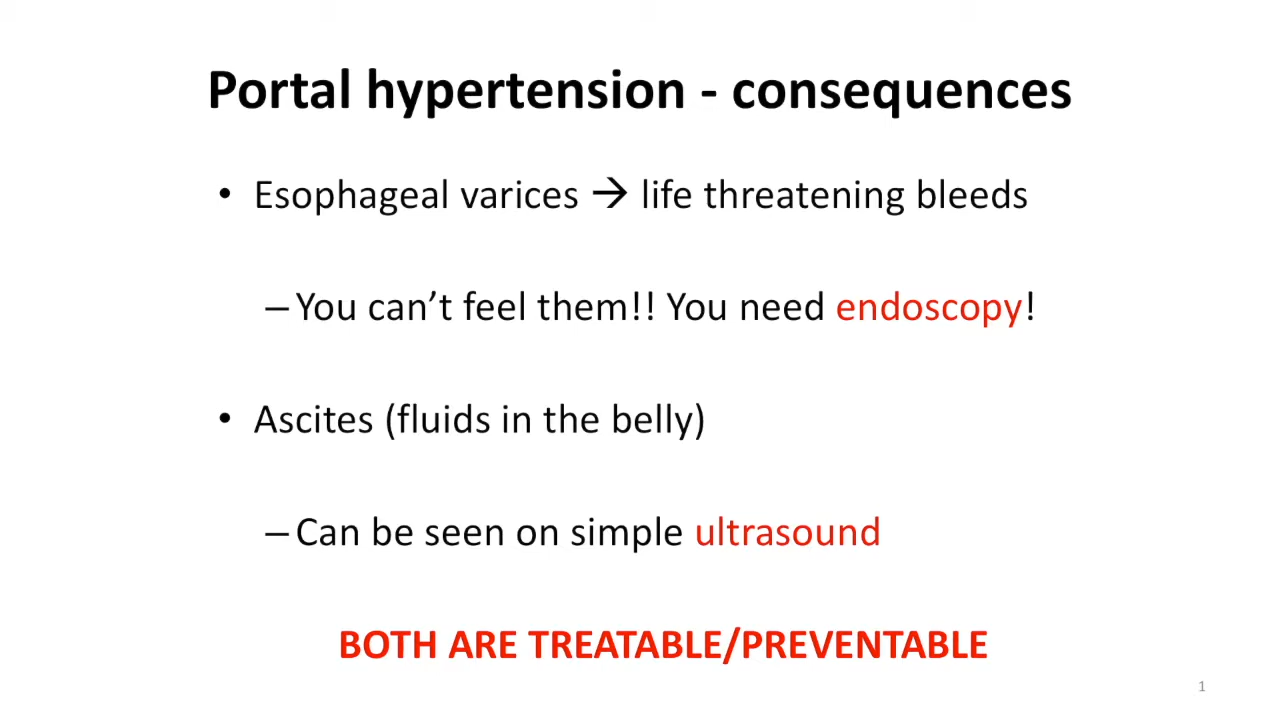 Portal hypertension - consequences
• Esophageal varices → life threatening bleeds
– You can’t feel them!! You need endoscopy!
• Ascites (fluids in the belly)
– Can be seen on simple ultrasound
BOTH ARE TREATABLE/PREVENTABLE
1